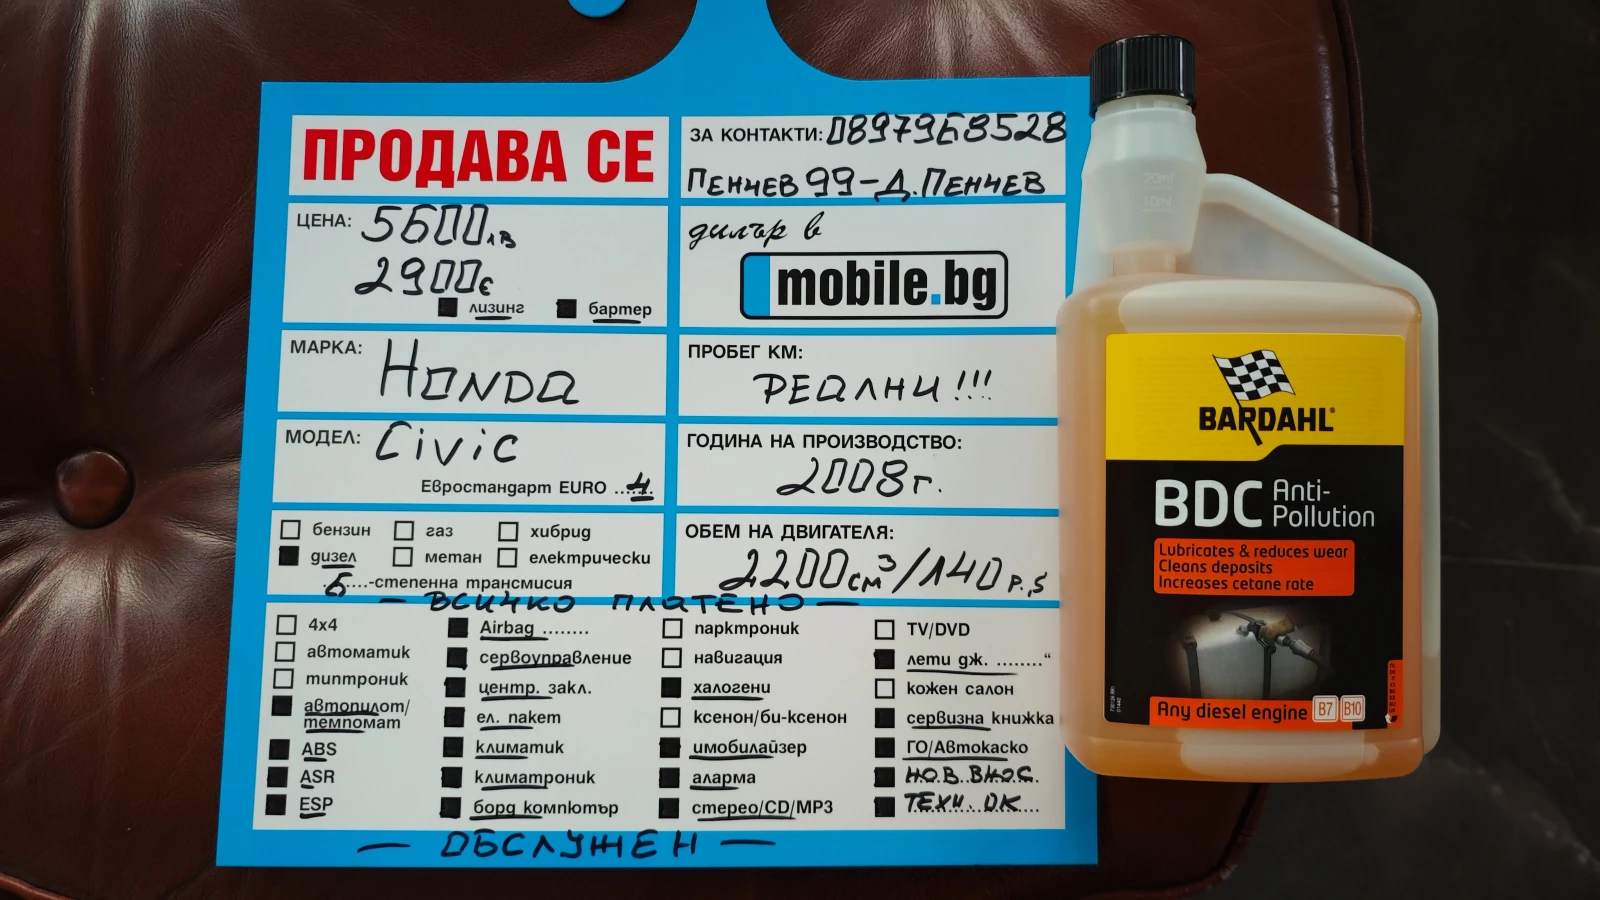 ПРОДАВА СЕ
ЗА КОНТАКТИ: 0897968528
ПЕНЧЕВ 99-Д.ПЕНЧЕВ
ЦЕНА: 5600лв
2900€
лизинг бартер
дилър в
mobile.bg
МАРКА: HONDA
ПРОБЕГ КМ:
РЕАЛНИ!!!
МОДЕЛ: Civic
Евростандарт EURO ..4..
ГОДИНА НА ПРОИЗВОДСТВО:
2008г.
бензин газ хибрид
дизел метан електрически
6....-степенна трансмисия
ОБЕМ НА ДВИГАТЕЛЯ:
2200см³/140 P.S
- ВСИЧКО ПЛАТЕНО -
4x4
автоматик
типтроник
автопилот/
темпомат
ABS
ASR
ESP
Airbag ........
сервоуправление
центр. закл.
ел. пакет
климатик
климатроник
борд компютър
парктроник
навигация
халогени
ксенон/би-ксенон
имобилайзер
аларма
стерео/CD/MP3
TV/DVD
лети дж. ........"
кожен салон
сервизна книжка
ГО/Автокаско
НОВ ВНОС
ТЕХН. ОК
- ОБСЛУЖЕН -
20ml
10ml
BARDAHL®
BDC Anti-
Pollution
Lubricates & reduces wear
Cleans deposits
Increases cetane rate
Any diesel engine B7 B10